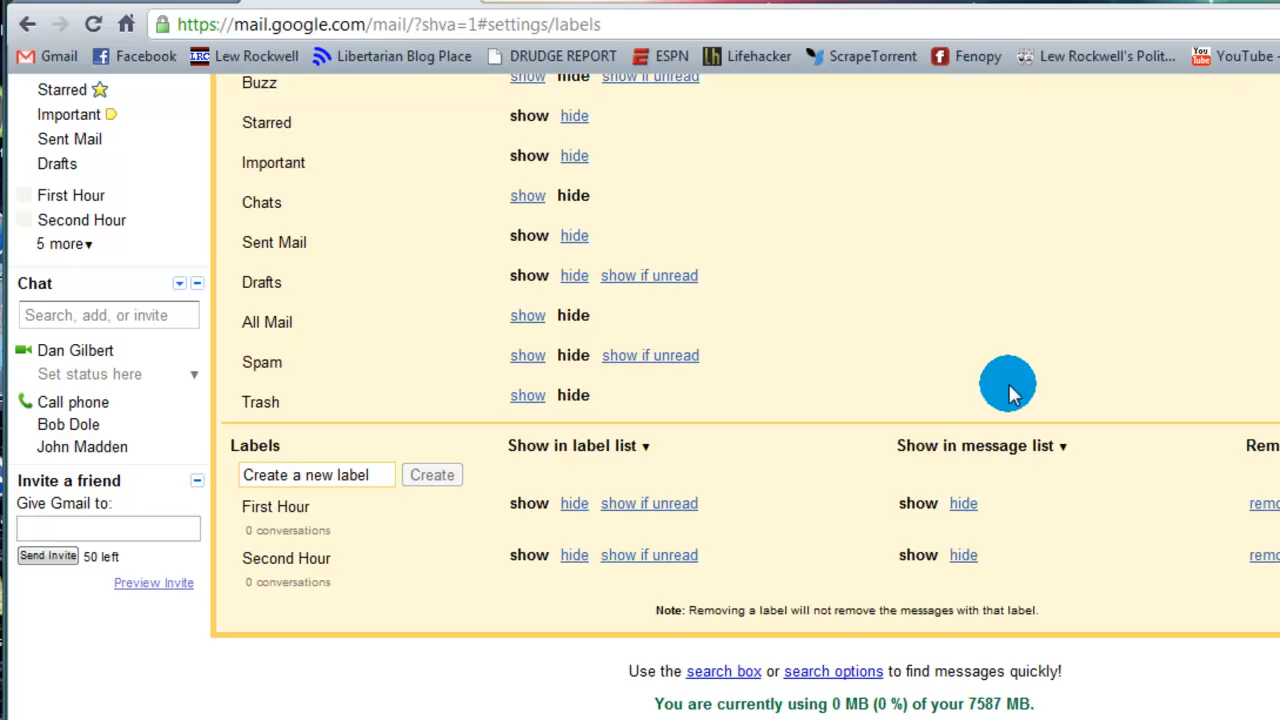 https://mail.google.com/mail/?shva=1#settings/labels
Gmail Facebook LRC Lew Rockwell Libertarian Blog Place DRUDGE REPORT ESPN lh Lifehacker ScrapeTorrent Fenopy Lew Rockwell's Polit... You Tube YouTube -
Starred
Important
Sent Mail
Drafts
First Hour
Second Hour
5 more▾
Chat
Search, add, or invite
Dan Gilbert
Set status here
Call phone
Bob Dole
John Madden
Invite a friend
Give Gmail to:
Send Invite 50 left
Preview Invite
Buzz show hide show if unread
Starred show hide
Important show hide
Chats show hide
Sent Mail show hide
Drafts show hide show if unread
All Mail show hide
Spam show hide show if unread
Trash show hide
Labels Show in label list ▾ Show in message list ▾ Rem
Create a new label Create
First Hour show hide show if unread show hide remo
0 conversations
Second Hour show hide show if unread show hide remo
0 conversations
Note: Removing a label will not remove the messages with that label.
Use the search box or search options to find messages quickly!
You are currently using 0 MB (0 %) of your 7587 MB.